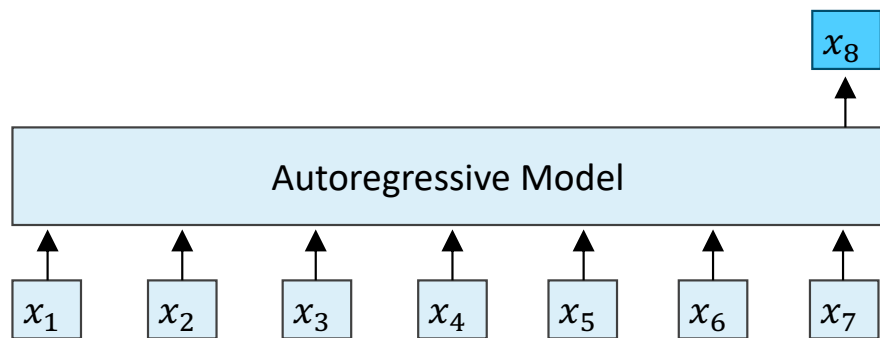 x₈
Autoregressive Model
x₁ x₂ x₃ x₄ x₅ x₆ x₇